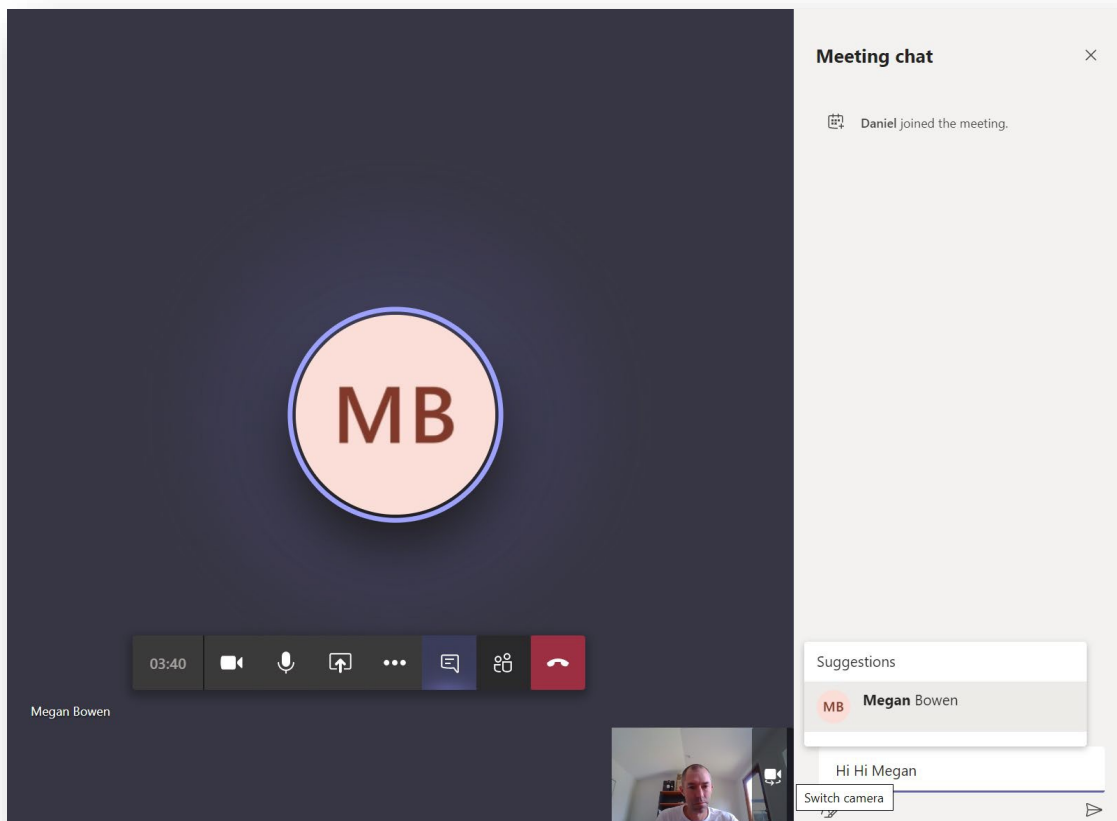 Meeting chat
Daniel joined the meeting.
MB
03:40
Megan Bowen
Suggestions
MB Megan Bowen
Hi Hi Megan
Switch camera